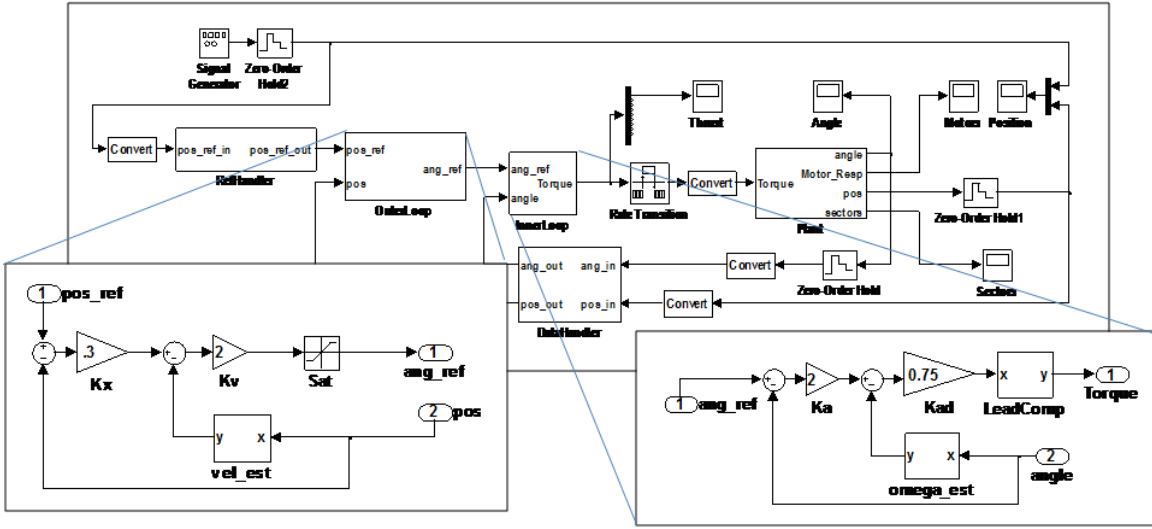 Signal
Generator
Zero-Order
Hold2
Thrust
Angle
Motors
Position
Convert
pos_ref_in
pos_ref_out
RefHandler
pos_ref
pos
ang_ref
OuterLoop
ang_ref
angle
Torque
InnerLoop
Rate Transition
Convert
Torque
angle
Motor_Resp
pos
sectors
Plant
Zero-Order Hold1
ang_out
ang_in
pos_out
pos_in
DataHandler
Convert
Zero-Order Hold
Sectors
Convert
1
pos_ref
.3
Kx
2
Kv
Sat
1
ang_ref
2
pos
y
x
vel_est
1
ang_ref
2
Ka
0.75
Kad
x
y
LeadComp
1
Torque
y
x
omega_est
2
angle